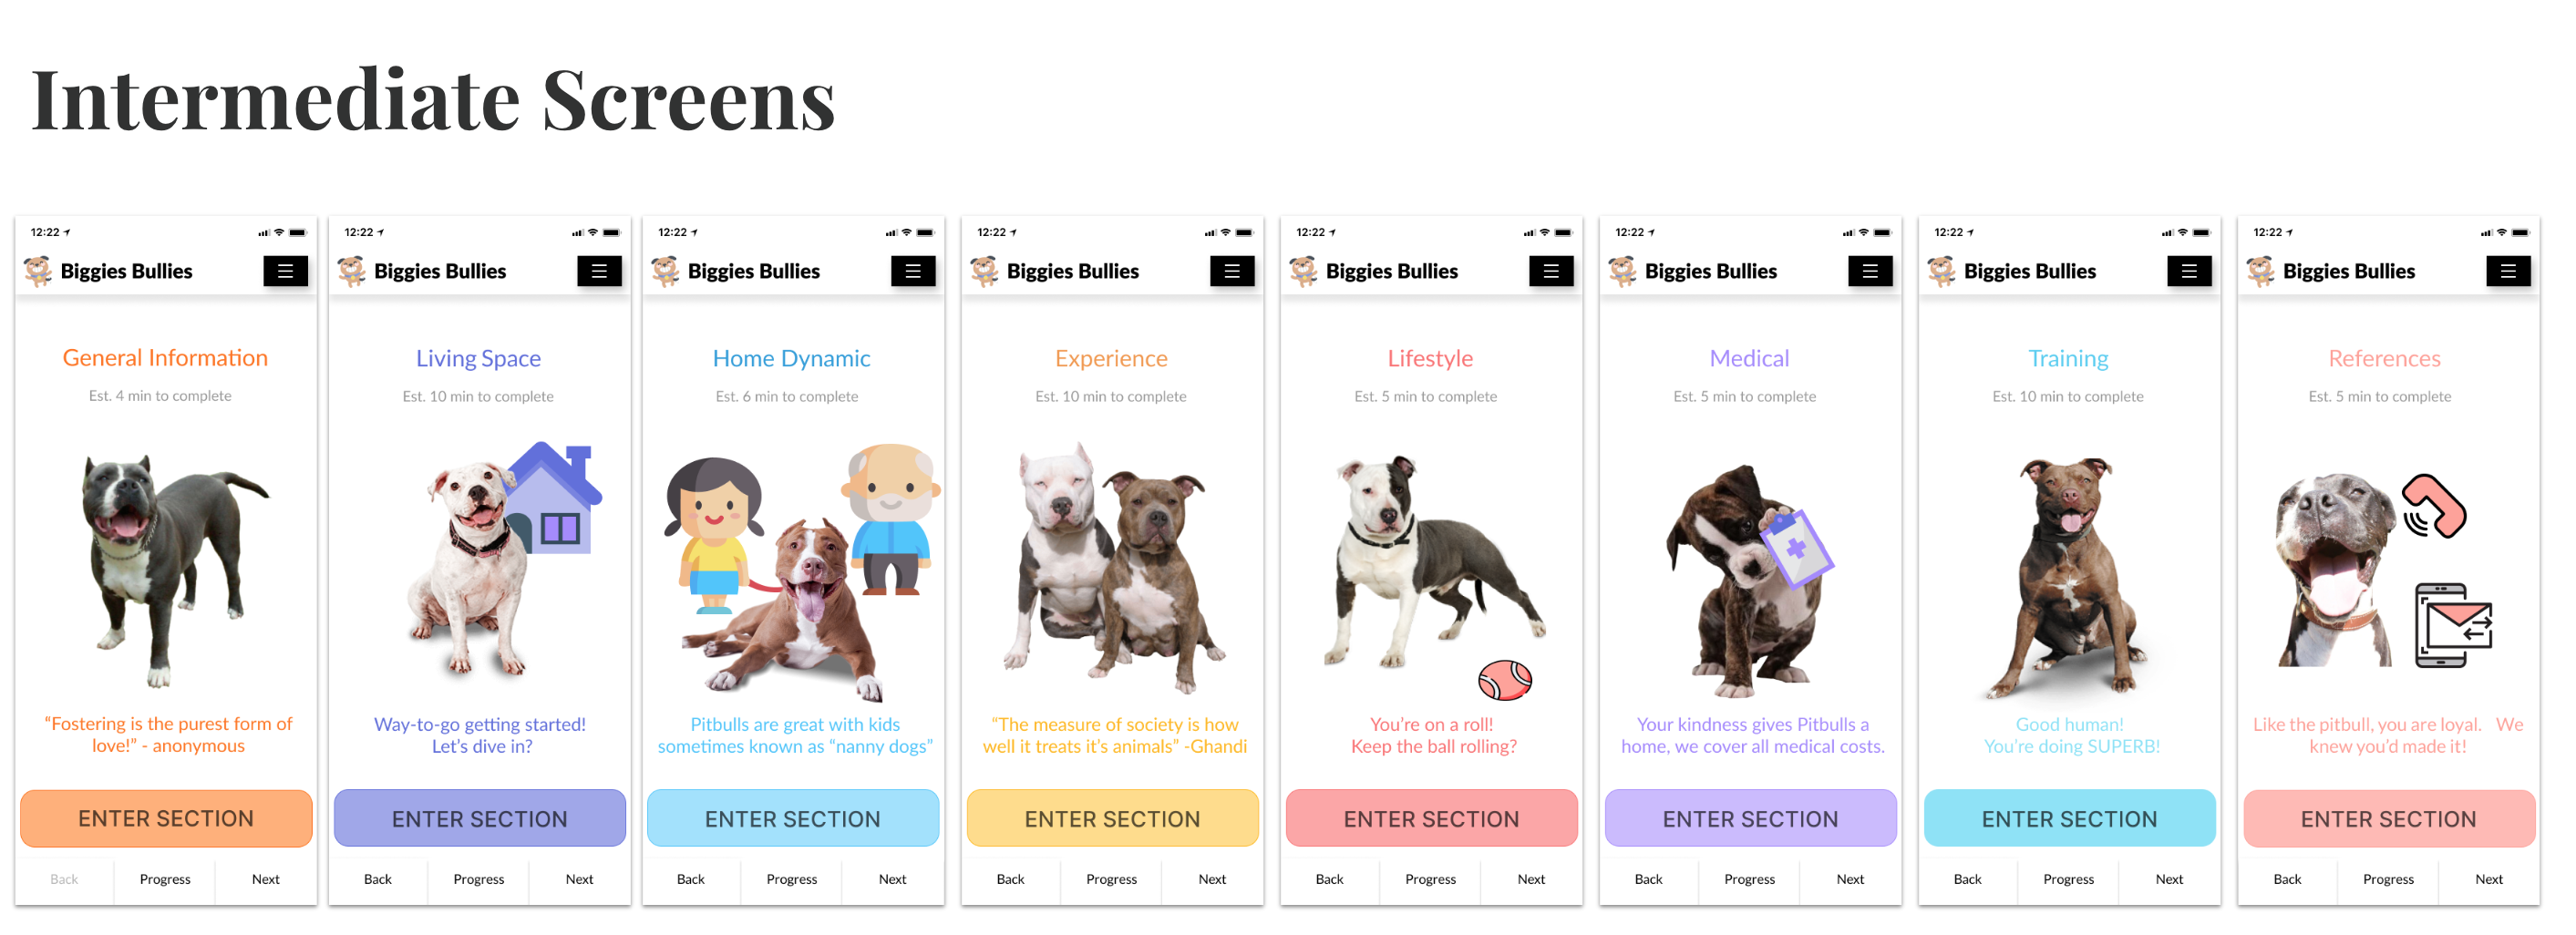 Intermediate Screens
12:22
Biggies Bullies
General Information
Est. 4 min to complete
“Fostering is the purest form of
love!” - anonymous
ENTER SECTION
Back Progress Next
12:22
Biggies Bullies
Living Space
Est. 10 min to complete
Way-to-go getting started!
Let’s dive in?
ENTER SECTION
Back Progress Next
12:22
Biggies Bullies
Home Dynamic
Est. 6 min to complete
Pitbulls are great with kids
sometimes known as “nanny dogs”
ENTER SECTION
Back Progress Next
12:22
Biggies Bullies
Experience
Est. 10 min to complete
“The measure of society is how
well it treats it’s animals” -Ghandi
ENTER SECTION
Back Progress Next
12:22
Biggies Bullies
Lifestyle
Est. 5 min to complete
You’re on a roll!
Keep the ball rolling?
ENTER SECTION
Back Progress Next
12:22
Biggies Bullies
Medical
Est. 5 min to complete
Your kindness gives Pitbulls a
home, we cover all medical costs.
ENTER SECTION
Back Progress Next
12:22
Biggies Bullies
Training
Est. 10 min to complete
Good human!
You’re doing SUPERB!
ENTER SECTION
Back Progress Next
12:22
Biggies Bullies
References
Est. 5 min to complete
Like the pitbull, you are loyal. We
knew you’d made it!
ENTER SECTION
Back Progress Next